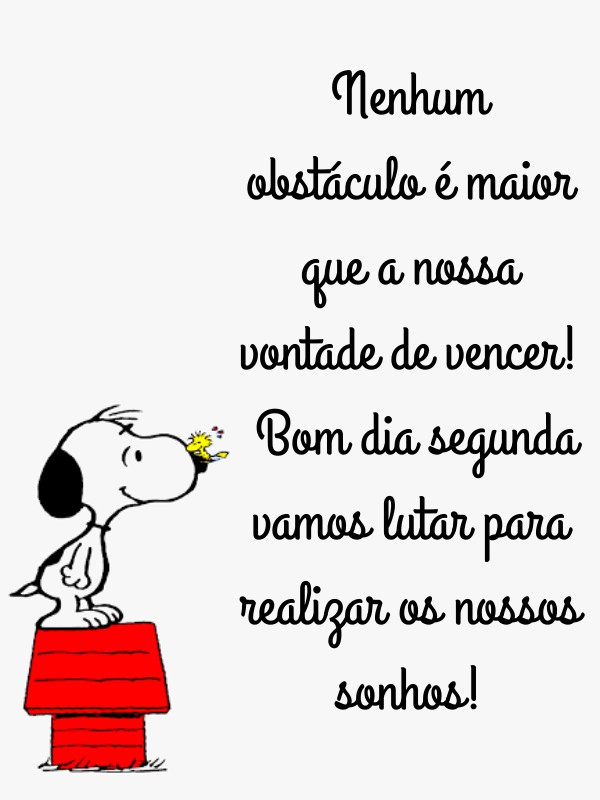 Nenhum
obstáculo é maior
que a nossa
vontade de vencer!
Bom dia segunda
vamos lutar para
realizar os nossos
sonhos!